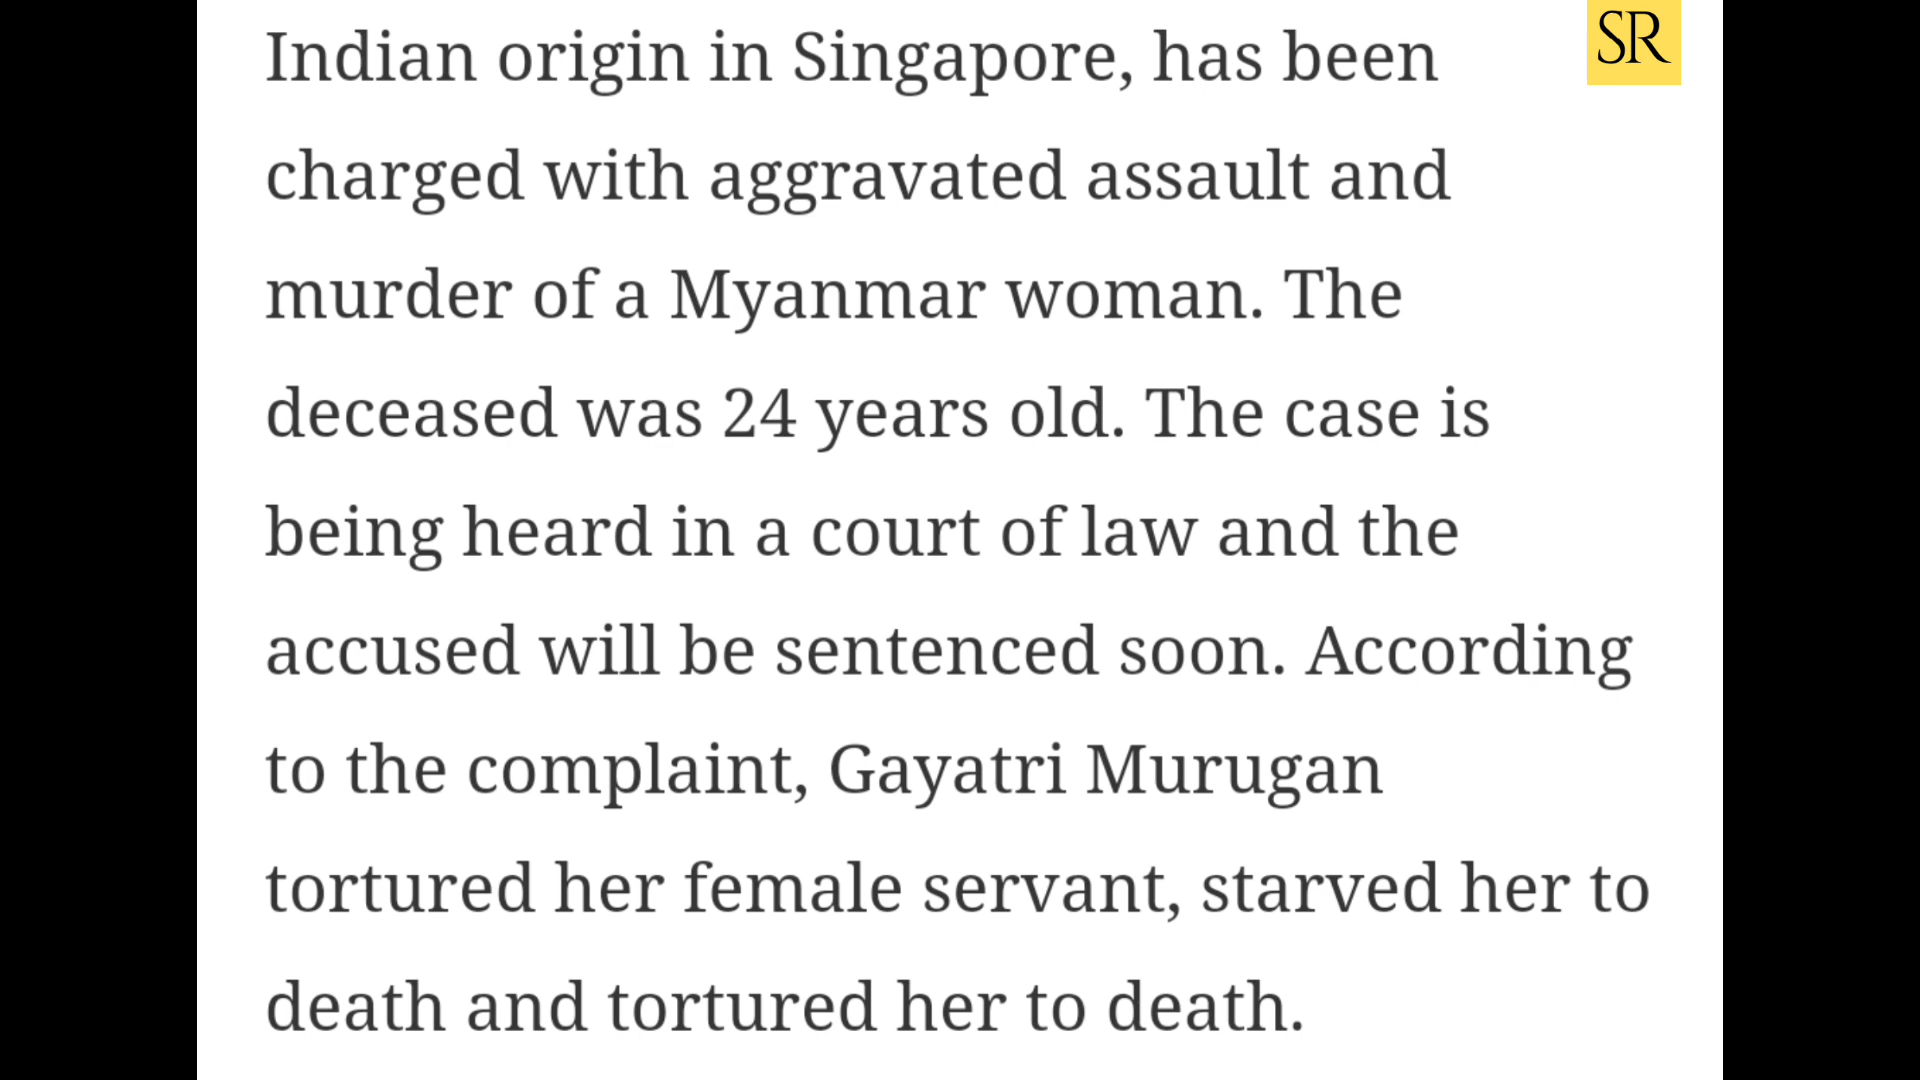 Indian origin in Singapore, has been
SR
charged with aggravated assault and
murder of a Myanmar woman. The
deceased was 24 years old. The case is
being heard in a court of law and the
accused will be sentenced soon. According
to the complaint, Gayatri Murugan
tortured her female servant, starved her to
death and tortured her to death.